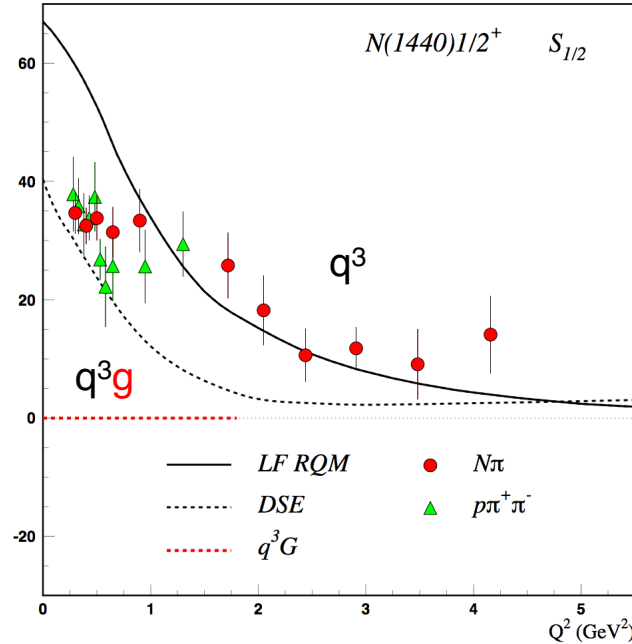 N(1440)1/2⁺ S₁/₂
60
40
20
0
-20
q³
q³g
LF RQM
DSE
q³G
Nπ
pπ⁺π⁻
0 1 2 3 4 5
Q² (GeV²)